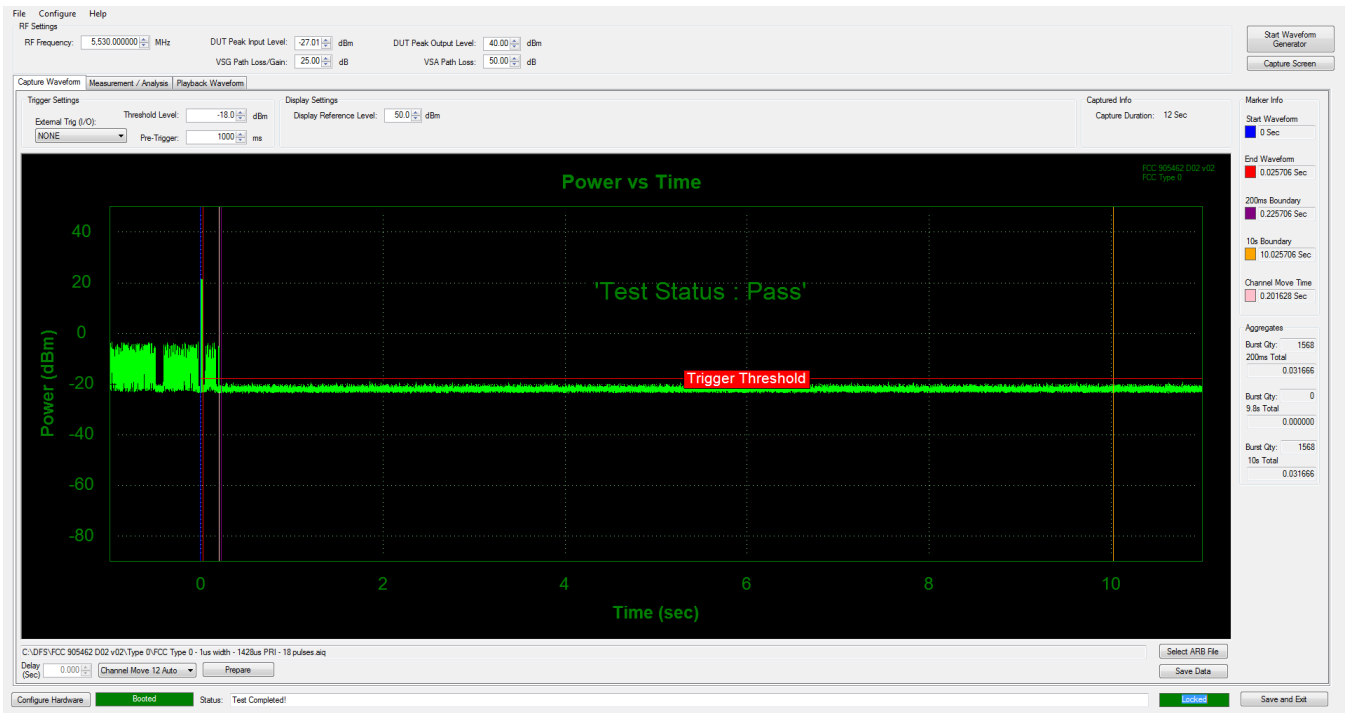 File Configure Help
RF Settings
RF Frequency: 5,530.000000 MHz DUT Peak Input Level: -27.01 dBm DUT Peak Output Level: 40.00 dBm
VSG Path Loss/Gain: 25.00 dB VSA Path Loss: 50.00 dB
Start Waveform
Generator
Capture Screen
Capture Waveform Measurement / Analysis Playback Waveform
Trigger Settings
External Trig (I/O):
NONE
Threshold Level: -18.0 dBm
Pre-Trigger: 1000 ms
Display Settings
Display Reference Level: 50.0 dBm
Captured Info
Capture Duration: 12 Sec
Power vs Time
FCC 905462 D02 v02
FCC Type 0
'Test Status : Pass'
Trigger Threshold
Power (dBm)
40
20
0
-20
-40
-60
-80
0 2 4 6 8 10
Time (sec)
Marker Info
Start Waveform
0 Sec
End Waveform
0.025706 Sec
200ms Boundary
0.225706 Sec
10s Boundary
10.025706 Sec
Channel Move Time
0.201628 Sec
Aggregates
Burst Qty: 1568
200ms Total
0.031666
Burst Qty: 0
9.8s Total
0.000000
Burst Qty: 1568
10s Total
0.031666
C:\DFS\FCC 905462 D02 v02\Type 0\FCC Type 0 - 1us width - 1428us PRI - 18 pulses.aiq
Select ARB File
Delay
(Sec) 0.000 Channel Move 12 Auto Prepare
Save Data
Configure Hardware Booted Status: Test Completed! Locked Save and Exit